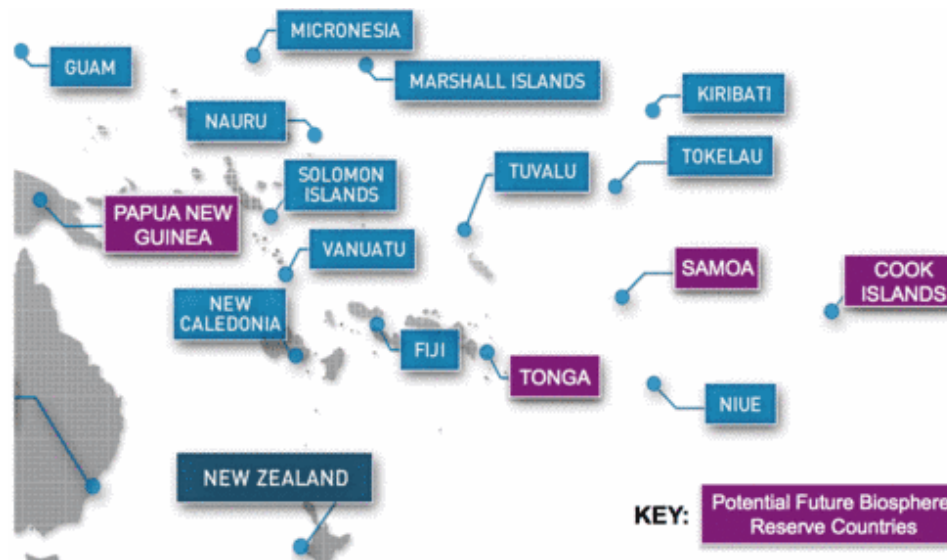 MICRONESIA
GUAM
MARSHALL ISLANDS
KIRIBATI
NAURU
TOKELAU
SOLOMON
ISLANDS
TUVALU
PAPUA NEW
GUINEA
VANUATU
SAMOA
COOK
ISLANDS
NEW
CALEDONIA
FIJI
TONGA
NIUE
NEW ZEALAND
KEY:
Potential Future Biosphere
Reserve Countries